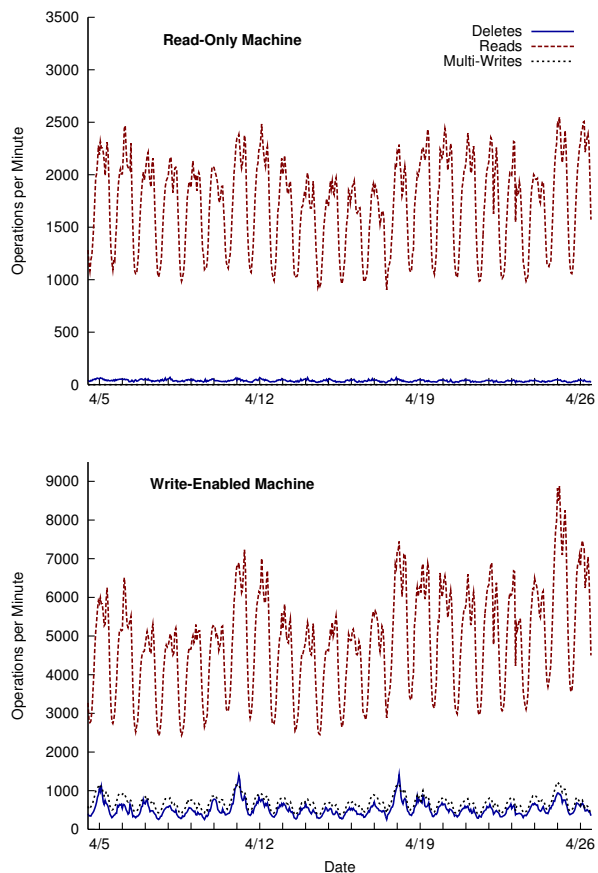 3500
Read-Only Machine
Deletes
Reads
Multi-Writes
3000
2500
2000
1500
1000
500
0
Operations per Minute
4/5 4/12 4/19 4/26
9000
Write-Enabled Machine
8000
7000
6000
5000
4000
3000
2000
1000
0
Operations per Minute
4/5 4/12 4/19 4/26
Date